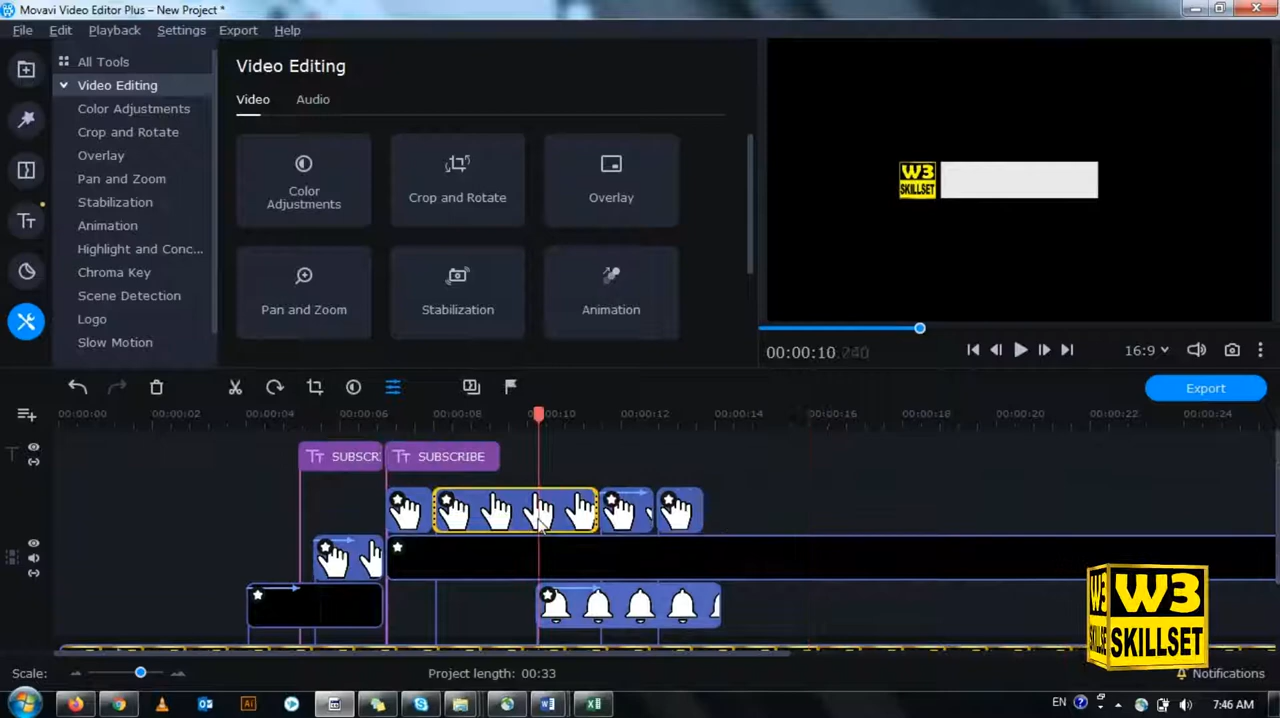 Movavi Video Editor Plus – New Project *
File Edit Playback Settings Export Help
All Tools
Video Editing
Color Adjustments
Crop and Rotate
Overlay
Pan and Zoom
Stabilization
Animation
Highlight and Conc...
Chroma Key
Scene Detection
Logo
Slow Motion
Video Editing
Video Audio
Color
Adjustments
Crop and Rotate
Overlay
Pan and Zoom
Stabilization
Animation
W3
SKILLSET
00:00:10.240
16:9
Export
00:00:00 00:00:02 00:00:04 00:00:06 00:00:08 00:00:10 00:00:12 00:00:14 00:00:16 00:00:18 00:00:20 00:00:22 00:00:24
T
Tт SUBSCR
Tт SUBSCRIBE
W3
SKILLSE
W3
SKILLSET
Scale:
Project length: 00:33
Notifications
EN
7:46 AM